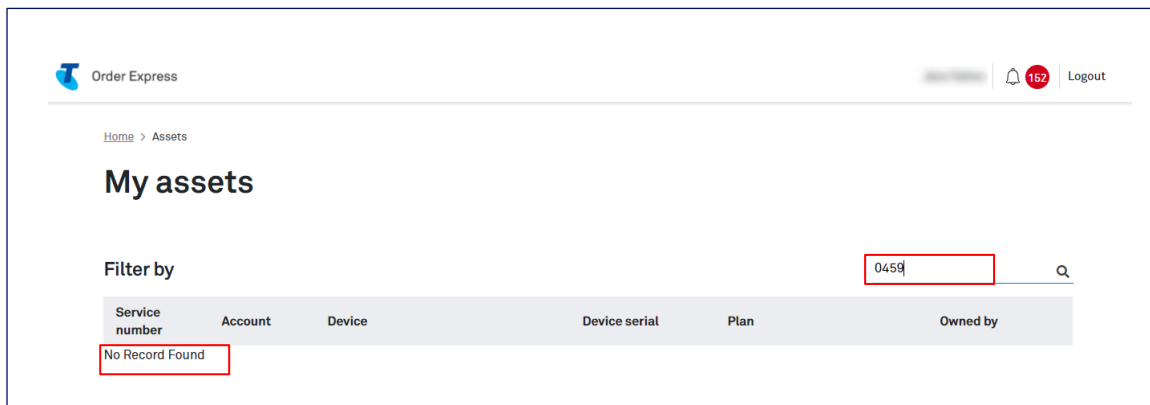 Order Express
152
Logout
Home > Assets
My assets
Filter by
0459
Service number
Account
Device
Device serial
Plan
Owned by
No Record Found